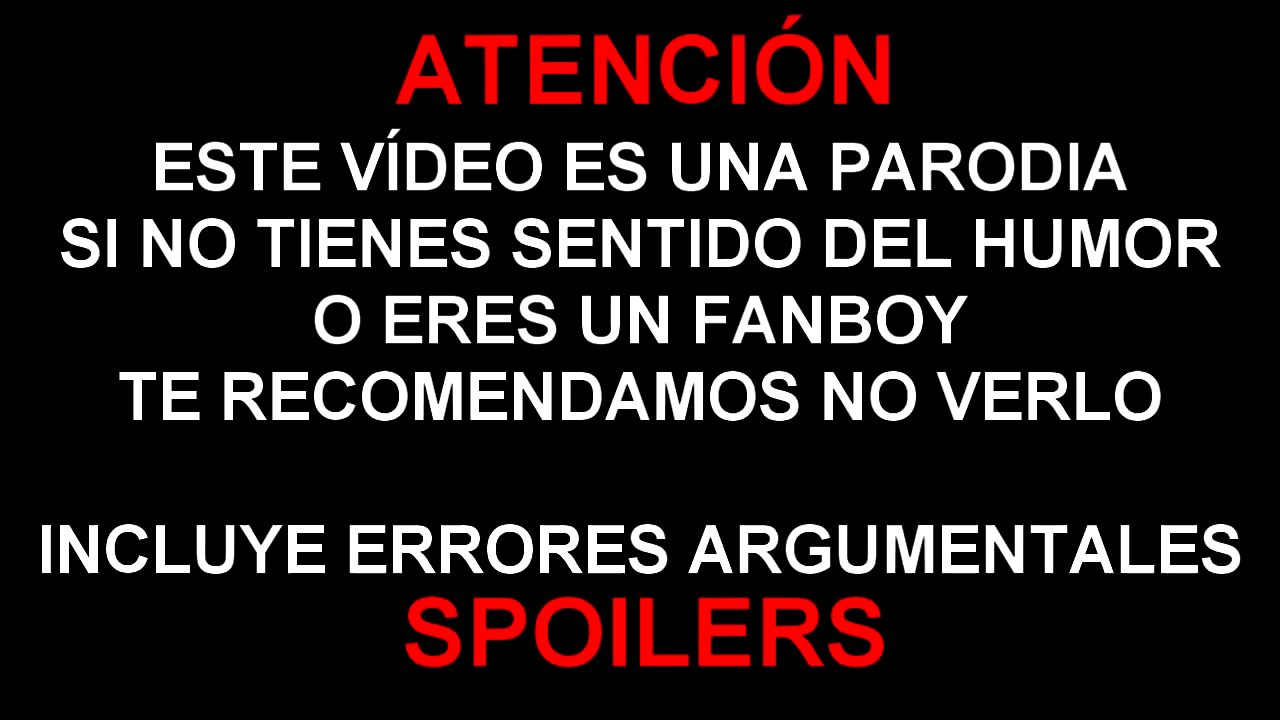 ATENCIÓN
ESTE VÍDEO ES UNA PARODIA
SI NO TIENES SENTIDO DEL HUMOR
O ERES UN FANBOY
TE RECOMENDAMOS NO VERLO
INCLUYE ERRORES ARGUMENTALES
SPOILERS